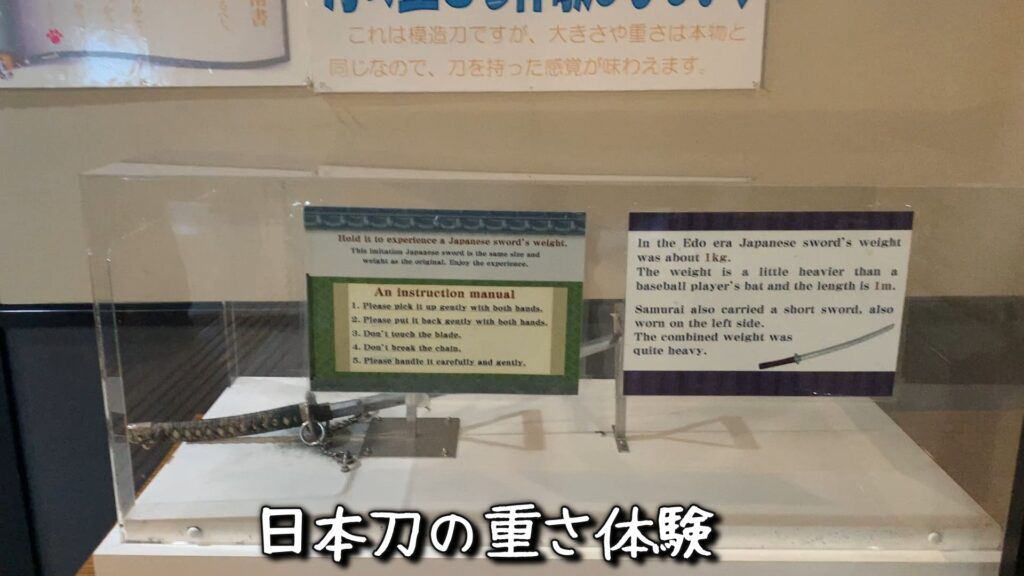 これは模造刀ですが、大きさや重さは本物と
同じなので、刀を持った感覚が味わえます。
Hold it to experience a Japanese sword's weight.
This imitation Japanese sword is the same size and
weight as the original. Enjoy the experience.
An instruction manual
1. Please pick it up gently with both hands.
2. Please put it back gently with both hands.
3. Don't touch the blade.
4. Don't break the chain.
5. Please handle it carefully and gently.
In the Edo era Japanese sword's weight
was about 1kg.
The weight is a little heavier than a
baseball player's bat and the length is 1m.
Samurai also carried a short sword, also
worn on the left side.
The combined weight was
quite heavy.
日本刀の重さ体験